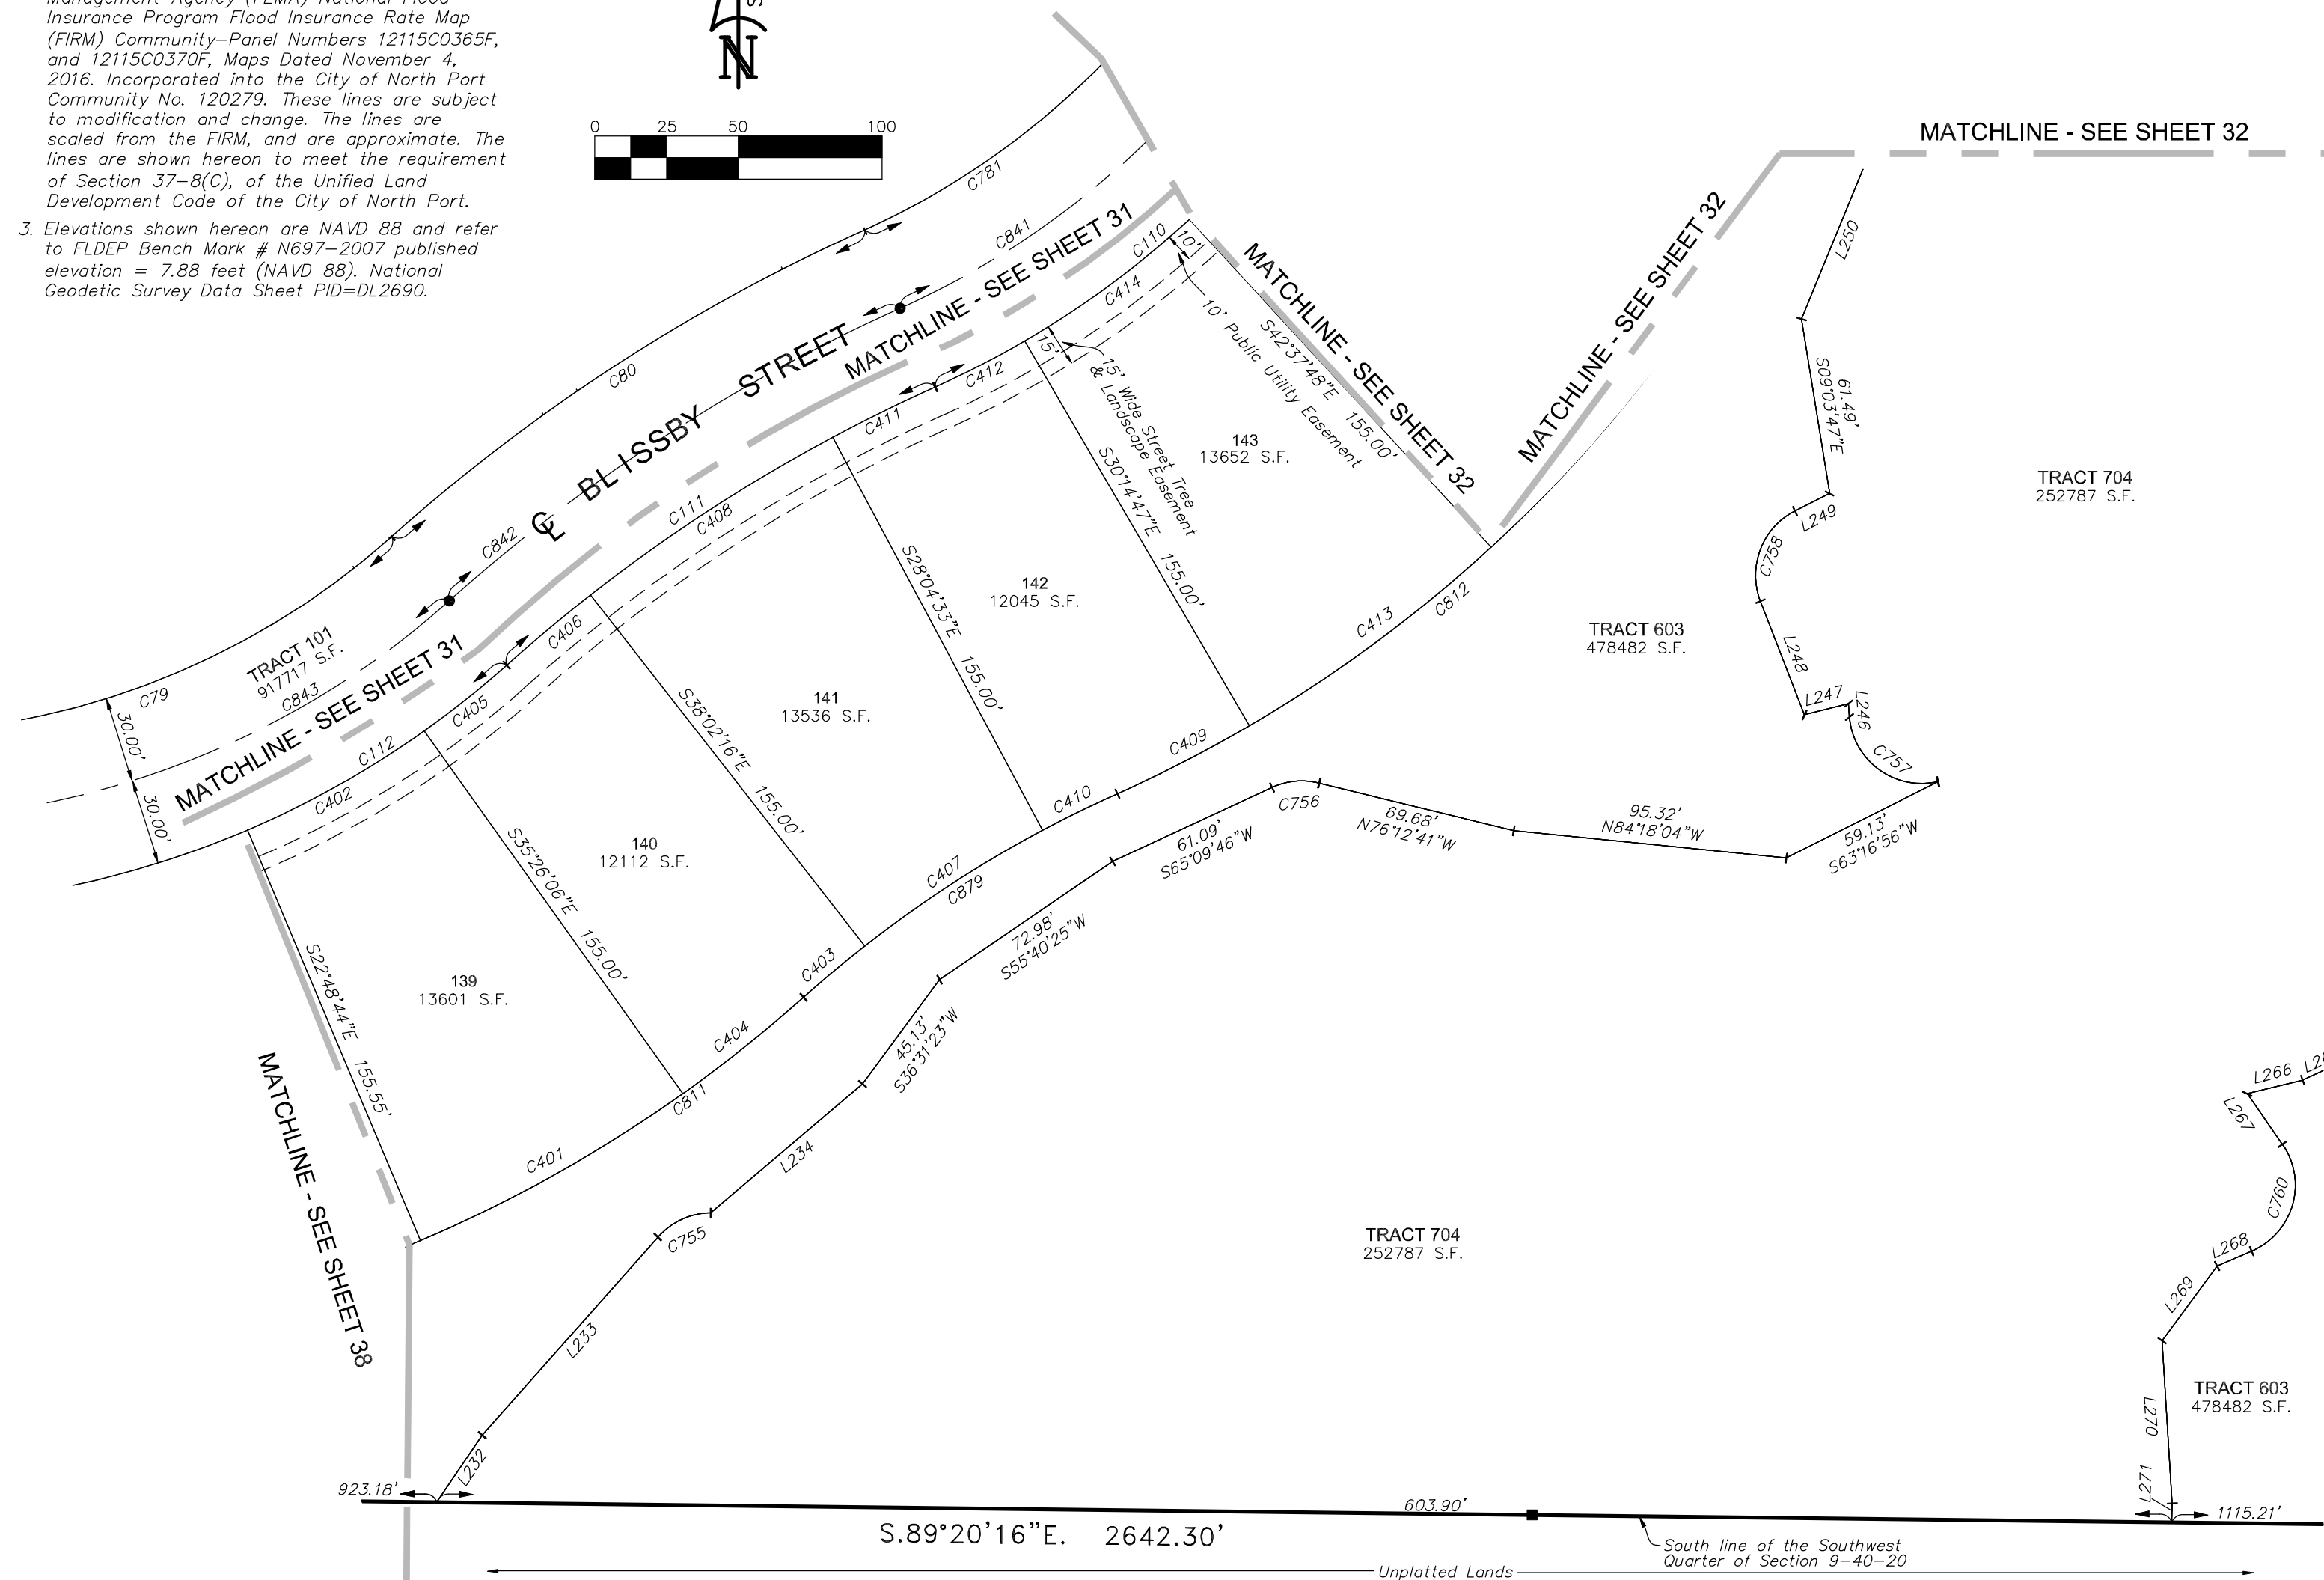 Management Agency (FEMA) National Flood
Insurance Program Flood Insurance Rate Map
(FIRM) Community-Panel Numbers 12115C0365F,
and 12115C0370F, Maps Dated November 4,
2016. Incorporated into the City of North Port
Community No. 120279. These lines are subject
to modification and change. The lines are
scaled from the FIRM, and are approximate. The
lines are shown hereon to meet the requirement
of Section 37-8(C), of the Unified Land
Development Code of the City of North Port.
3. Elevations shown hereon are NAVD 88 and refer
to FLDEP Bench Mark # N697-2007 published
elevation = 7.88 feet (NAVD 88). National
Geodetic Survey Data Sheet PID=DL2690.
N
0 25 50 100
MATCHLINE - SEE SHEET 32
C781
C841
MATCHLINE - SEE SHEET 31
C110
10'
C414
MATCHLINE - SEE SHEET 32
S42°37'48"E 155.00'
10' Public Utility Easement
MATCHLINE - SEE SHEET 32
L250
61.49'
S09°03'47"E
C80
BLISSBY STREET
C412
15'
15' Wide Street Tree
& Landscape Easement
C411
143
13652 S.F.
TRACT 704
252787 S.F.
L249
C758
C111
C408
C842
℄
S30°14'47"E 155.00'
S28°04'33"E 155.00'
142
12045 S.F.
C413
C812
TRACT 603
478482 S.F.
L248
L247
L246
C757
TRACT 101
917717 S.F.
C843
C79
30.00'
30.00'
MATCHLINE - SEE SHEET 31
C406
C405
C112
C402
S38°02'16"E 155.00'
141
13536 S.F.
C409
C410
C756
69.68'
N76°12'41"W
95.32'
N84°18'04"W
59.13'
S63°16'56"W
61.09'
S65°09'46"W
S35°26'06"E 155.00'
140
12112 S.F.
C407
C879
72.98'
S55°40'25"W
C403
139
13601 S.F.
S22°48'44"E 155.55'
C404
45.13'
S36°31'23"W
C811
C401
L234
MATCHLINE - SEE SHEET 38
C755
L233
L232
TRACT 704
252787 S.F.
L266
L267
C760
L268
L269
TRACT 603
478482 S.F.
L270
L271
923.18'
603.90'
1115.21'
S.89°20'16"E. 2642.30'
South line of the Southwest
Quarter of Section 9-40-20
Unplatted Lands